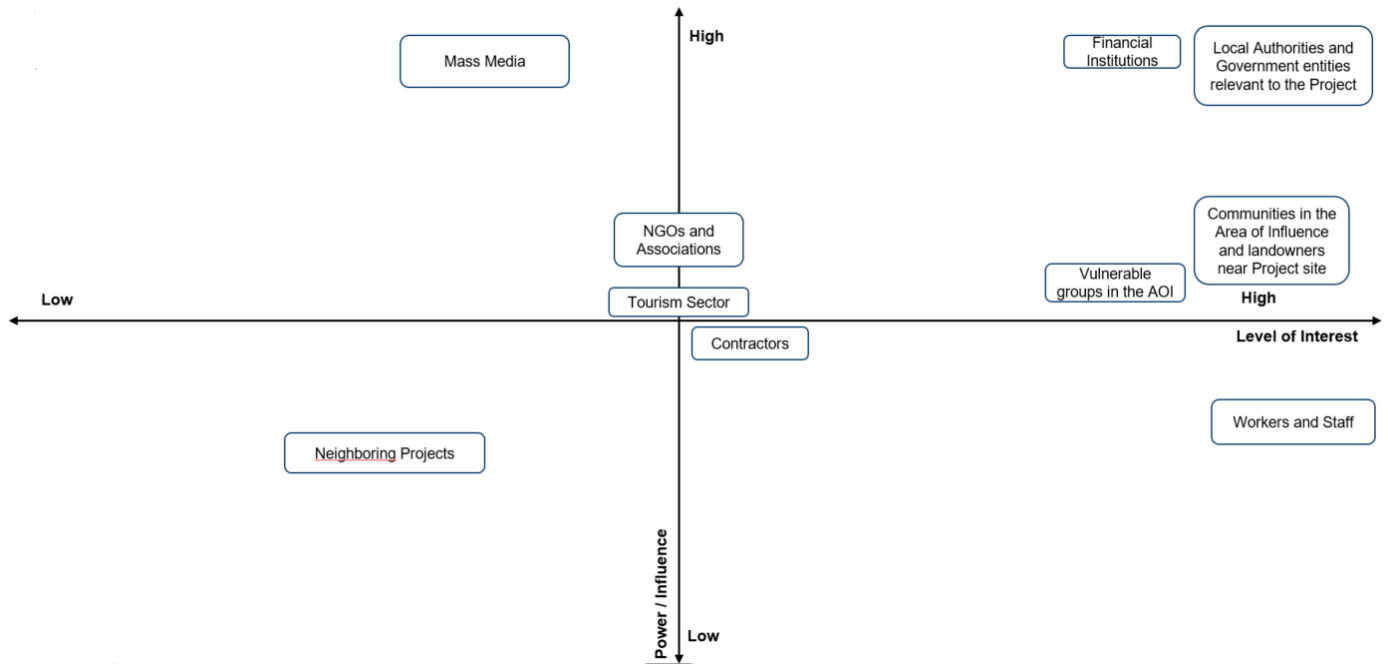 High
Mass Media
Financial
Institutions
Local Authorities and
Government entities
relevant to the Project
NGOs and
Associations
Communities in the
Area of Influence
and landowners
near Project site
Vulnerable
groups in the AOI
Low
Tourism Sector
High
Level of Interest
Contractors
Workers and Staff
Neighboring Projects
Power / Influence
Low